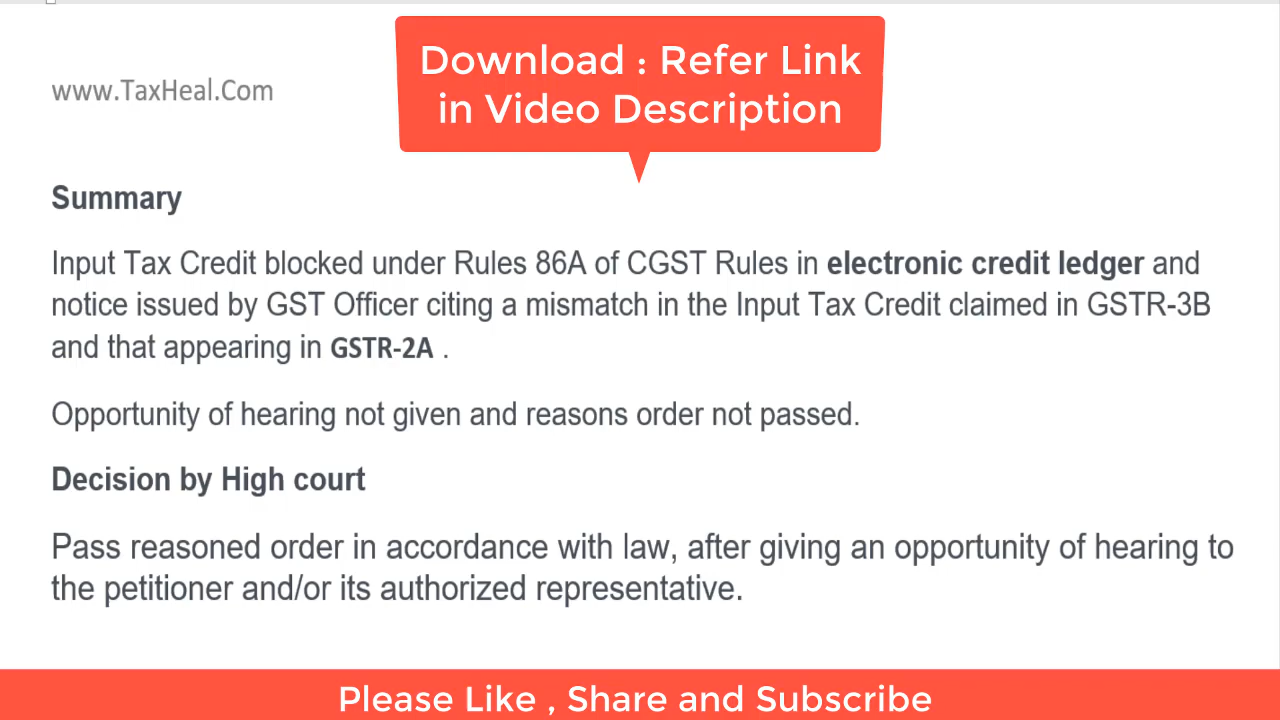 Download : Refer Link
in Video Description
www.TaxHeal.Com
Summary
Input Tax Credit blocked under Rules 86A of CGST Rules in electronic credit ledger and
notice issued by GST Officer citing a mismatch in the Input Tax Credit claimed in GSTR-3B
and that appearing in GSTR-2A .
Opportunity of hearing not given and reasons order not passed.
Decision by High court
Pass reasoned order in accordance with law, after giving an opportunity of hearing to
the petitioner and/or its authorized representative.
Please Like , Share and Subscribe